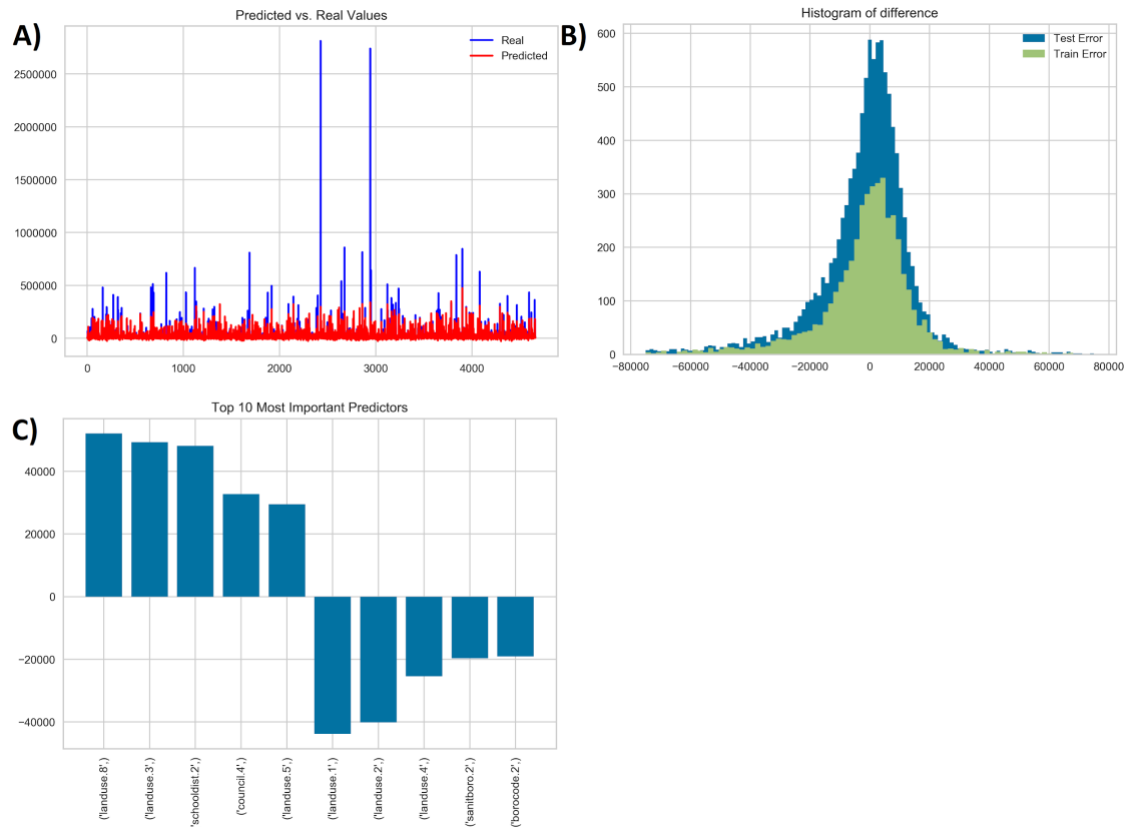 Predicted vs. Real Values
A)
Real
Predicted
2500000
2000000
1500000
1000000
500000
0
0
1000
2000
3000
4000
Histogram of difference
B)
Test Error
Train Error
600
500
400
300
200
100
0
−80000
−60000
−40000
−20000
0
20000
40000
60000
80000
Top 10 Most Important Predictors
C)
40000
20000
0
−20000
−40000
('landuse.8',)
('landuse.3',)
'schooldist.2',)
('council.4',)
('landuse.5',)
('landuse.1',)
('landuse.2',)
('landuse.4',)
('sanitboro.2',)
('borocode.2',)